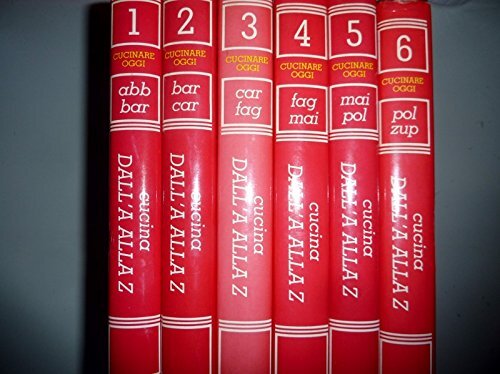 1
CUCINARE
OGGI
abb
bar
cucina
DALL'A ALLA Z
2
CUCINARE
OGGI
bar
car
cucina
DALL'A ALLA Z
3
CUCINARE
OGGI
car
fag
cucina
DALL'A ALLA Z
4
CUCINARE
OGGI
fag
mai
cucina
DALL'A ALLA Z
5
CUCINARE
OGGI
mai
pol
cucina
DALL'A ALLA Z
6
CUCINARE
OGGI
pol
zup
cucina
DALL'A ALLA Z